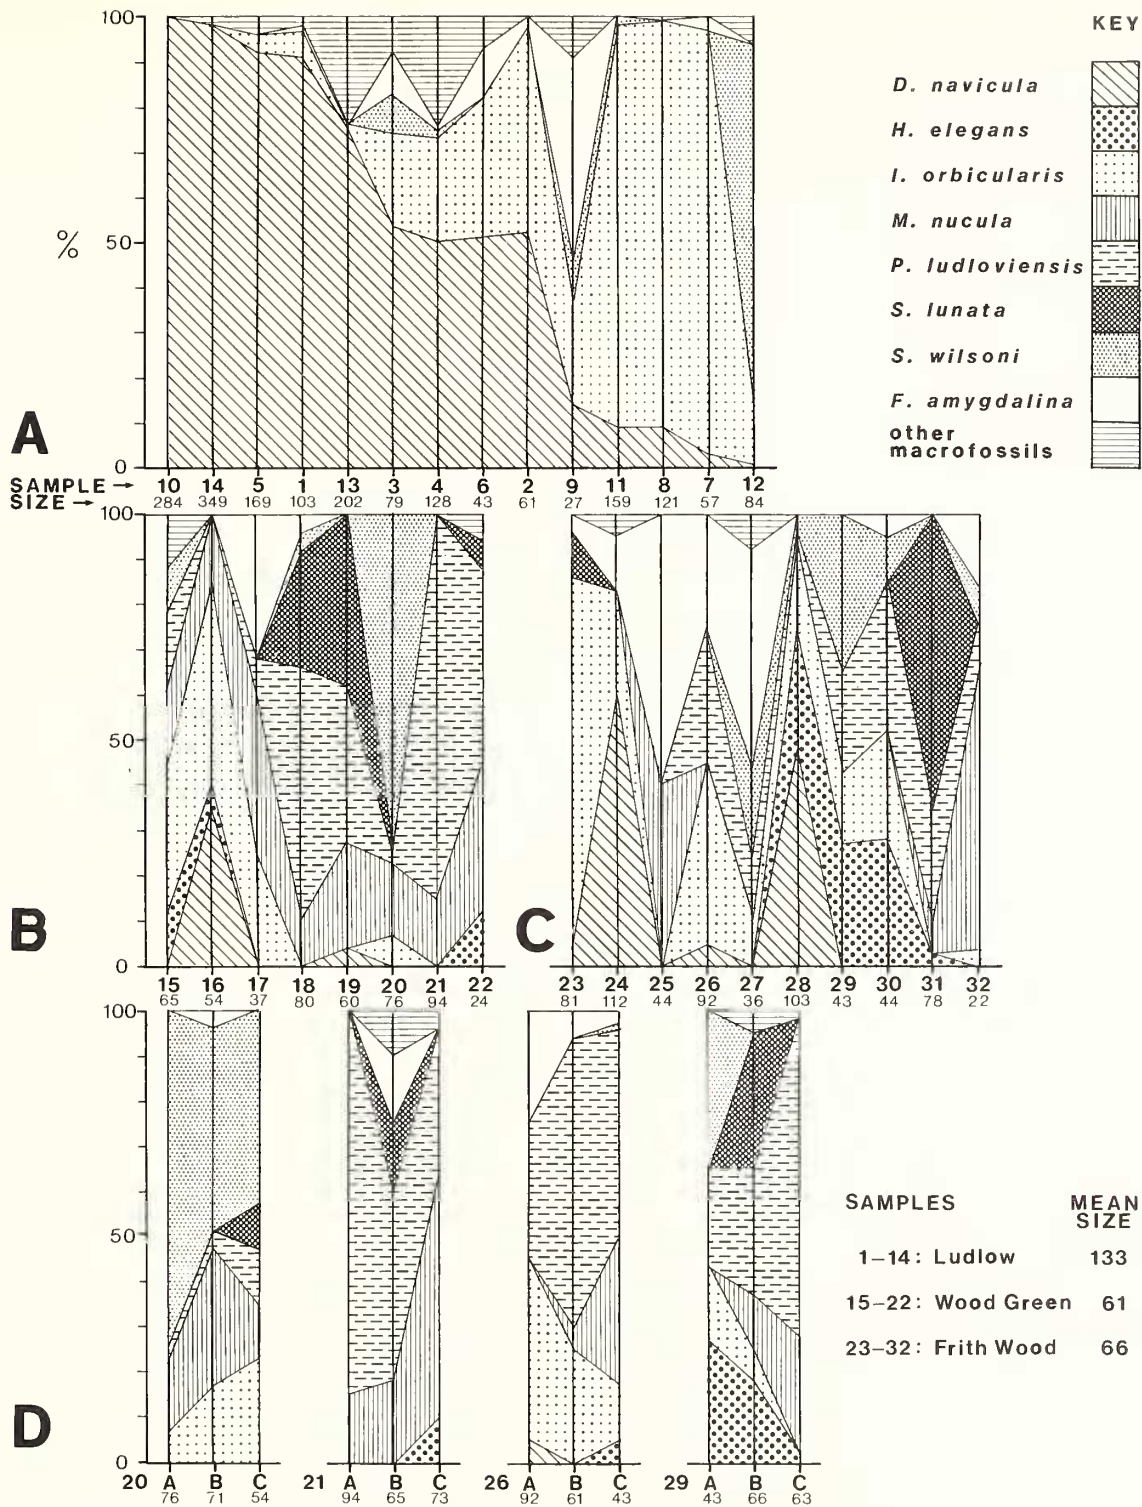 KEY
D. navicula
H. elegans
I. orbicularis
M. nucula
P. ludloviensis
S. lunata
S. wilsoni
F. amygdalina
other
macrofossils
100
%
50
0
A
SAMPLE → 10 14 5 1 13 3 4 6 2 9 11 8 7 12
SIZE → 284 349 169 103 202 79 128 43 61 27 159 121 57 84
100
50
0
B
15 16 17 18 19 20 21 22
65 54 37 80 60 76 94 24
C
23 24 25 26 27 28 29 30 31 32
81 112 44 92 36 103 43 44 78 22
100
50
0
D
20 A B C 21 A B C 26 A B C 29 A B C
76 71 54 94 65 73 92 61 43 43 66 63
SAMPLES MEAN
SIZE
1–14: Ludlow 133
15–22: Wood Green 61
23–32: Frith Wood 66